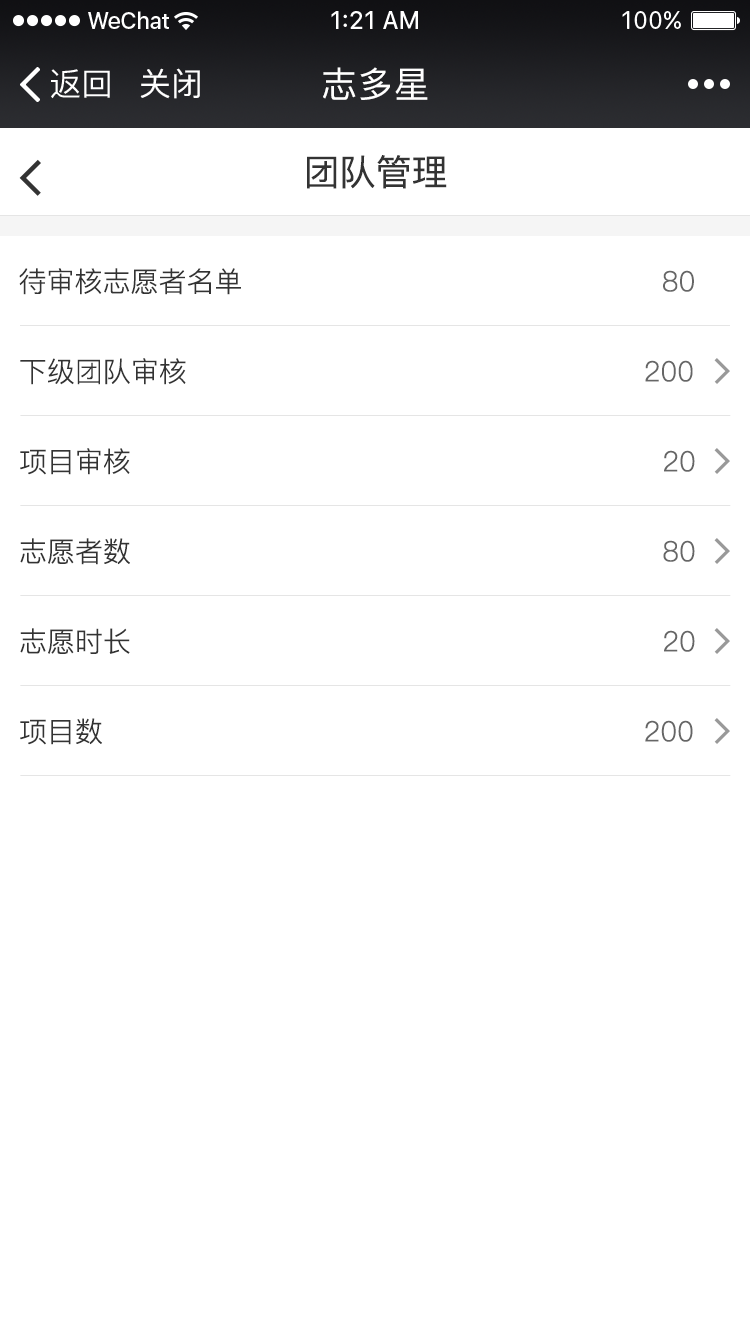 WeChat 1:21 AM 100%
返回 关闭 志多星
团队管理
待审核志愿者名单 80
下级团队审核 200
项目审核 20
志愿者数 80
志愿时长 20
项目数 200